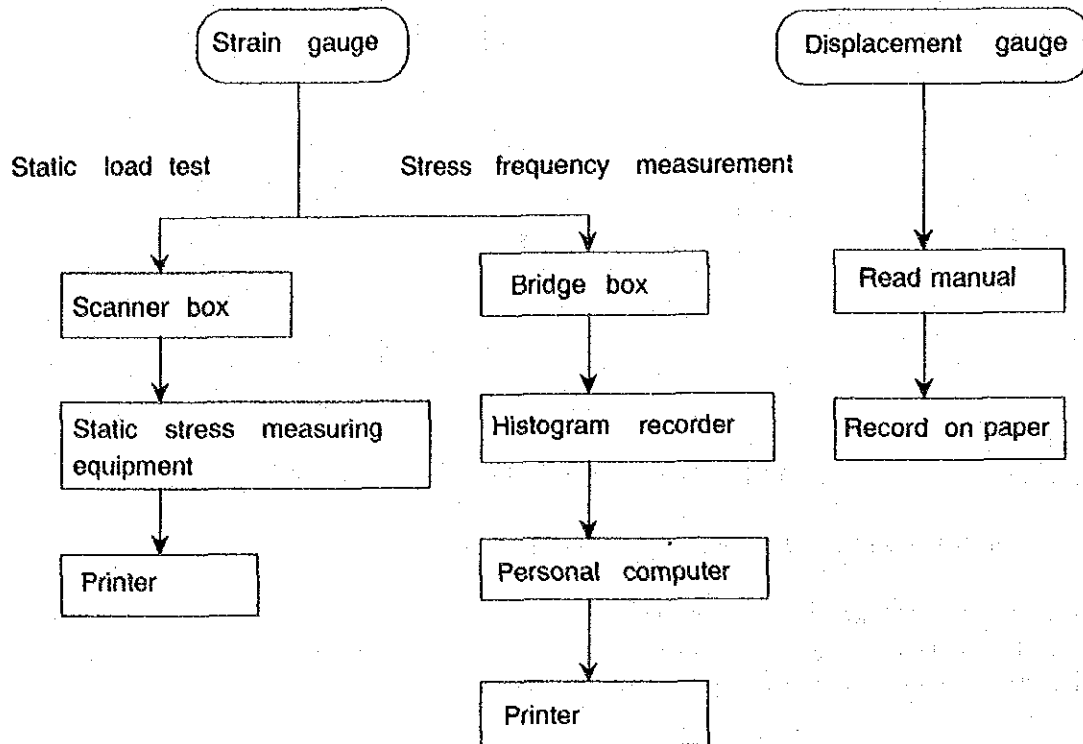 Strain gauge
Displacement gauge
Static load test
Stress frequency measurement
Scanner box
Bridge box
Read manual
Static stress measuring
equipment
Histogram recorder
Record on paper
Printer
Personal computer
Printer